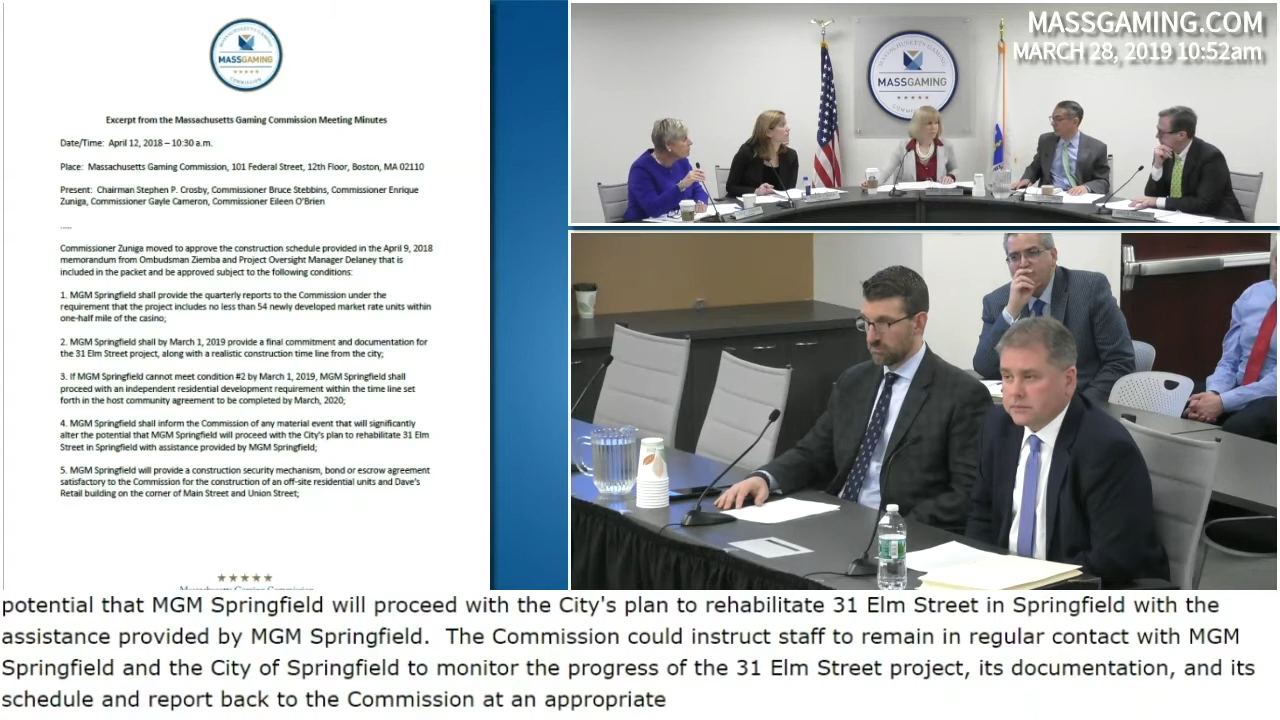 MASSACHUSETTS GAMING
MASSGAMING
COMMISSION
Excerpt from the Massachusetts Gaming Commission Meeting Minutes
Date/Time: April 12, 2018 – 10:30 a.m.
Place: Massachusetts Gaming Commission, 101 Federal Street, 12th Floor, Boston, MA 02110
Present: Chairman Stephen P. Crosby, Commissioner Bruce Stebbins, Commissioner Enrique
Zuniga, Commissioner Gayle Cameron, Commissioner Eileen O'Brien
.....
Commissioner Zuniga moved to approve the construction schedule provided in the April 9, 2018
memorandum from Ombudsman Ziemba and Project Oversight Manager Delaney that is
included in the packet and be approved subject to the following conditions:
1. MGM Springfield shall provide the quarterly reports to the Commission under the
requirement that the project includes no less than 54 newly developed market rate units within
one-half mile of the casino;
2. MGM Springfield shall by March 1, 2019 provide a final commitment and documentation for
the 31 Elm Street project, along with a realistic construction time line from the city;
3. If MGM Springfield cannot meet condition #2 by March 1, 2019, MGM Springfield shall
proceed with an independent residential development requirement within the time line set
forth in the host community agreement to be completed by March, 2020;
4. MGM Springfield shall inform the Commission of any material event that will significantly
alter the potential that MGM Springfield will proceed with the City's plan to rehabilitate 31 Elm
Street in Springfield with assistance provided by MGM Springfield;
5. MGM Springfield will provide a construction security mechanism, bond or escrow agreement
satisfactory to the Commission for the construction of an off-site residential units and Dave's
Retail building on the corner of Main Street and Union Street;
Massachusetts Gaming Commission
MASSGAMING.COM
MARCH 28, 2019 10:52am
MASSACHUSETTS GAMING
MASSGAMING
potential that MGM Springfield will proceed with the City's plan to rehabilitate 31 Elm Street in Springfield with the
assistance provided by MGM Springfield. The Commission could instruct staff to remain in regular contact with MGM
Springfield and the City of Springfield to monitor the progress of the 31 Elm Street project, its documentation, and its
schedule and report back to the Commission at an appropriate